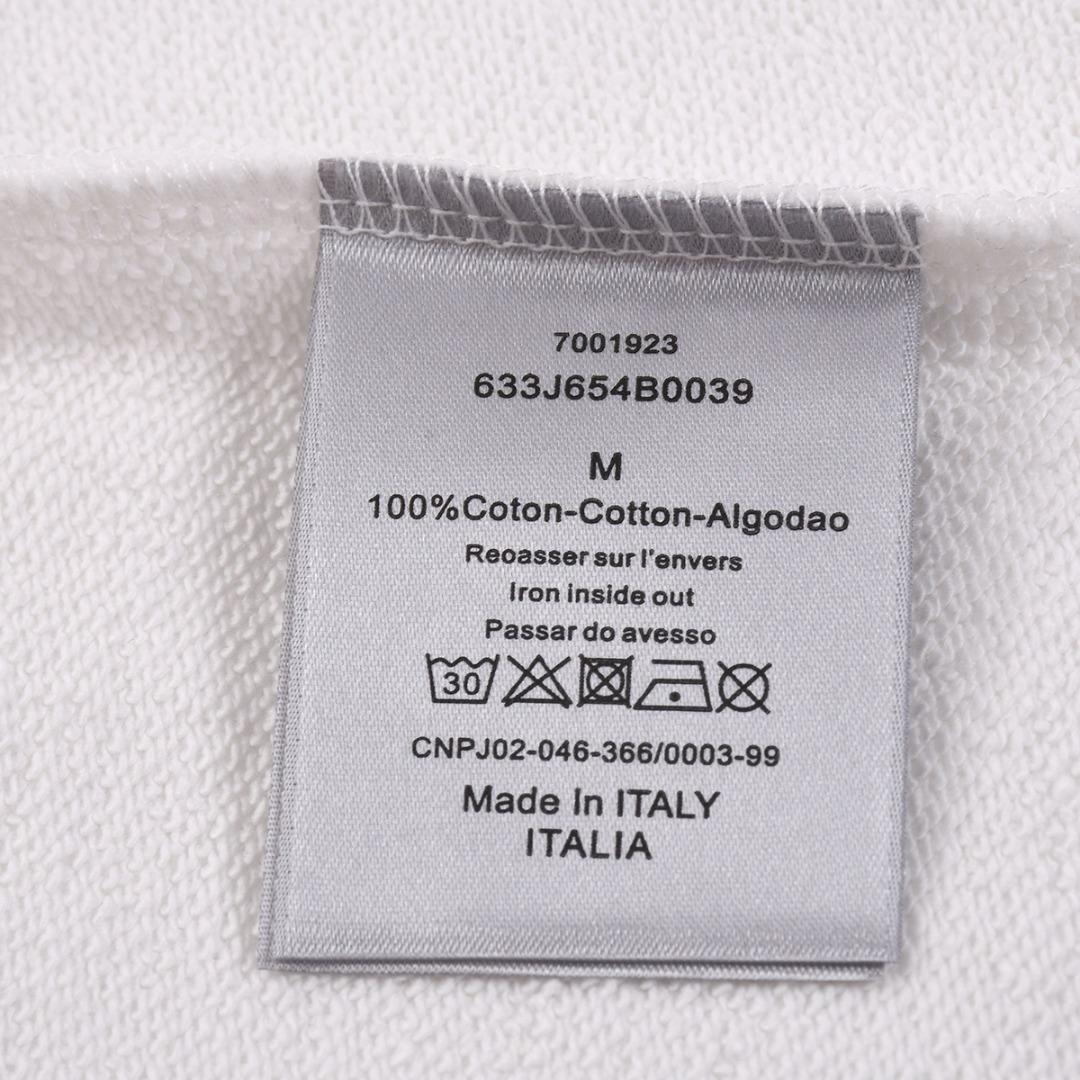 7001923
633J654B0039
M
100%Coton-Cotton-Algodao
Reoasser sur l'envers
Iron inside out
Passar do avesso
30
CNPJ02-046-366/0003-99
Made In ITALY
ITALIA